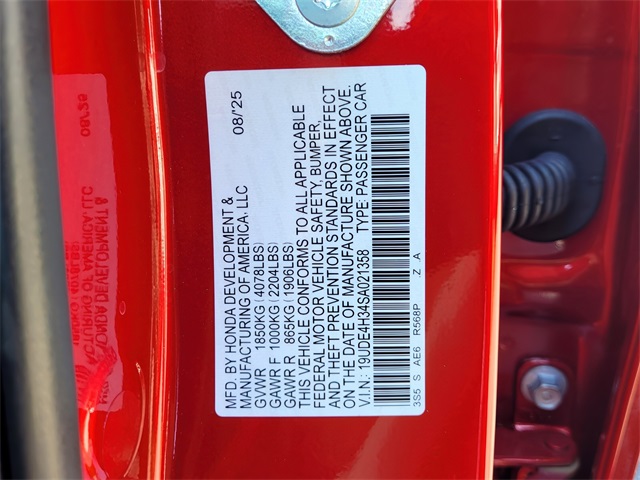 MFD. BY HONDA DEVELOPMENT & 08/25
MANUFACTURING OF AMERICA. LLC
GVWR 1850KG (4078LBS)
GAWR F 1000KG (2204LBS)
GAWR R 865KG (1906LBS)
THIS VEHICLE CONFORMS TO ALL APPLICABLE
FEDERAL MOTOR VEHICLE SAFETY, BUMPER,
AND THEFT PREVENTION STANDARDS IN EFFECT
ON THE DATE OF MANUFACTURE SHOWN ABOVE.
V.I.N.: 19UDE4H34SA021358 TYPE: PASSENGER CAR
3S5 S AE6 R568P Z A